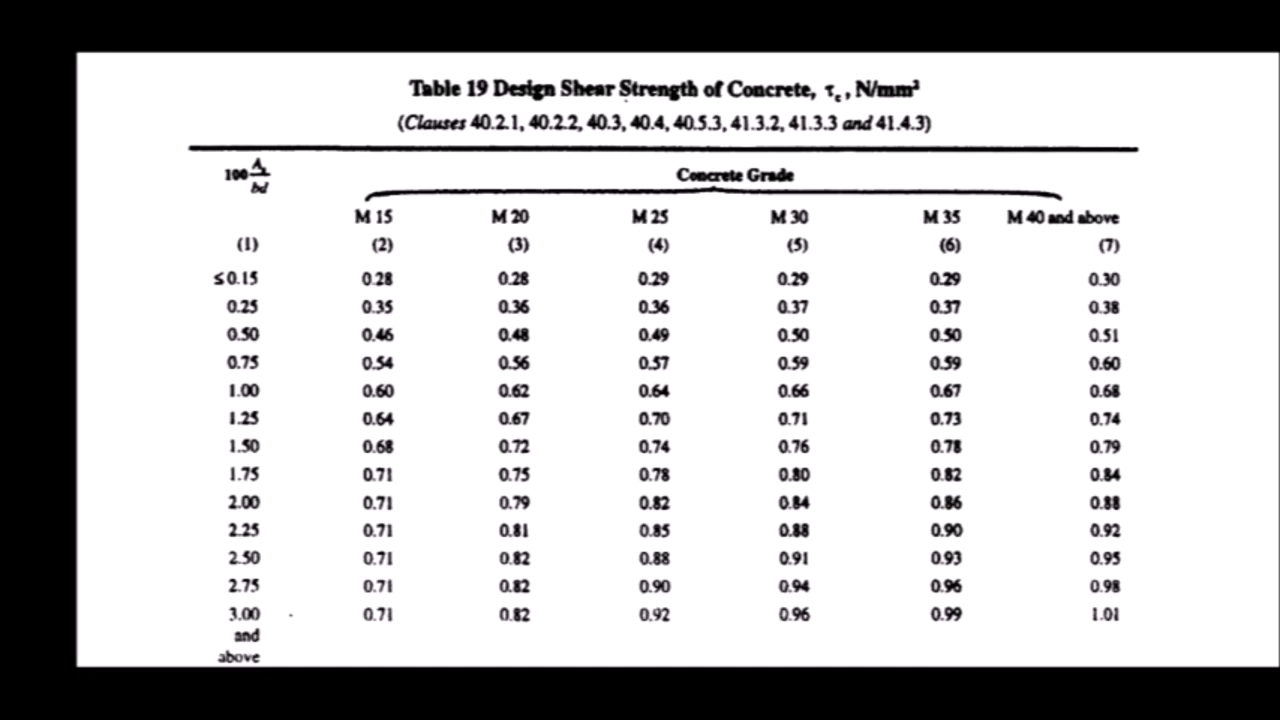 Table 19 Design Shear Strength of Concrete, τc , N/mm²
(Clauses 40.2.1, 40.2.2, 40.3, 40.4, 40.5.3, 41.3.2, 41.3.3 and 41.4.3)
100 As/bd Concrete Grade
M 15 M 20 M 25 M 30 M 35 M 40 and above
(1) (2) (3) (4) (5) (6) (7)
≤ 0.15 0.28 0.28 0.29 0.29 0.29 0.30
0.25 0.35 0.36 0.36 0.37 0.37 0.38
0.50 0.46 0.48 0.49 0.50 0.50 0.51
0.75 0.54 0.56 0.57 0.59 0.59 0.60
1.00 0.60 0.62 0.64 0.66 0.67 0.68
1.25 0.64 0.67 0.70 0.71 0.73 0.74
1.50 0.68 0.72 0.74 0.76 0.78 0.79
1.75 0.71 0.75 0.78 0.80 0.82 0.84
2.00 0.71 0.79 0.82 0.84 0.86 0.88
2.25 0.71 0.81 0.85 0.88 0.90 0.92
2.50 0.71 0.82 0.88 0.91 0.93 0.95
2.75 0.71 0.82 0.90 0.94 0.96 0.98
3.00 0.71 0.82 0.92 0.96 0.99 1.01
and
above